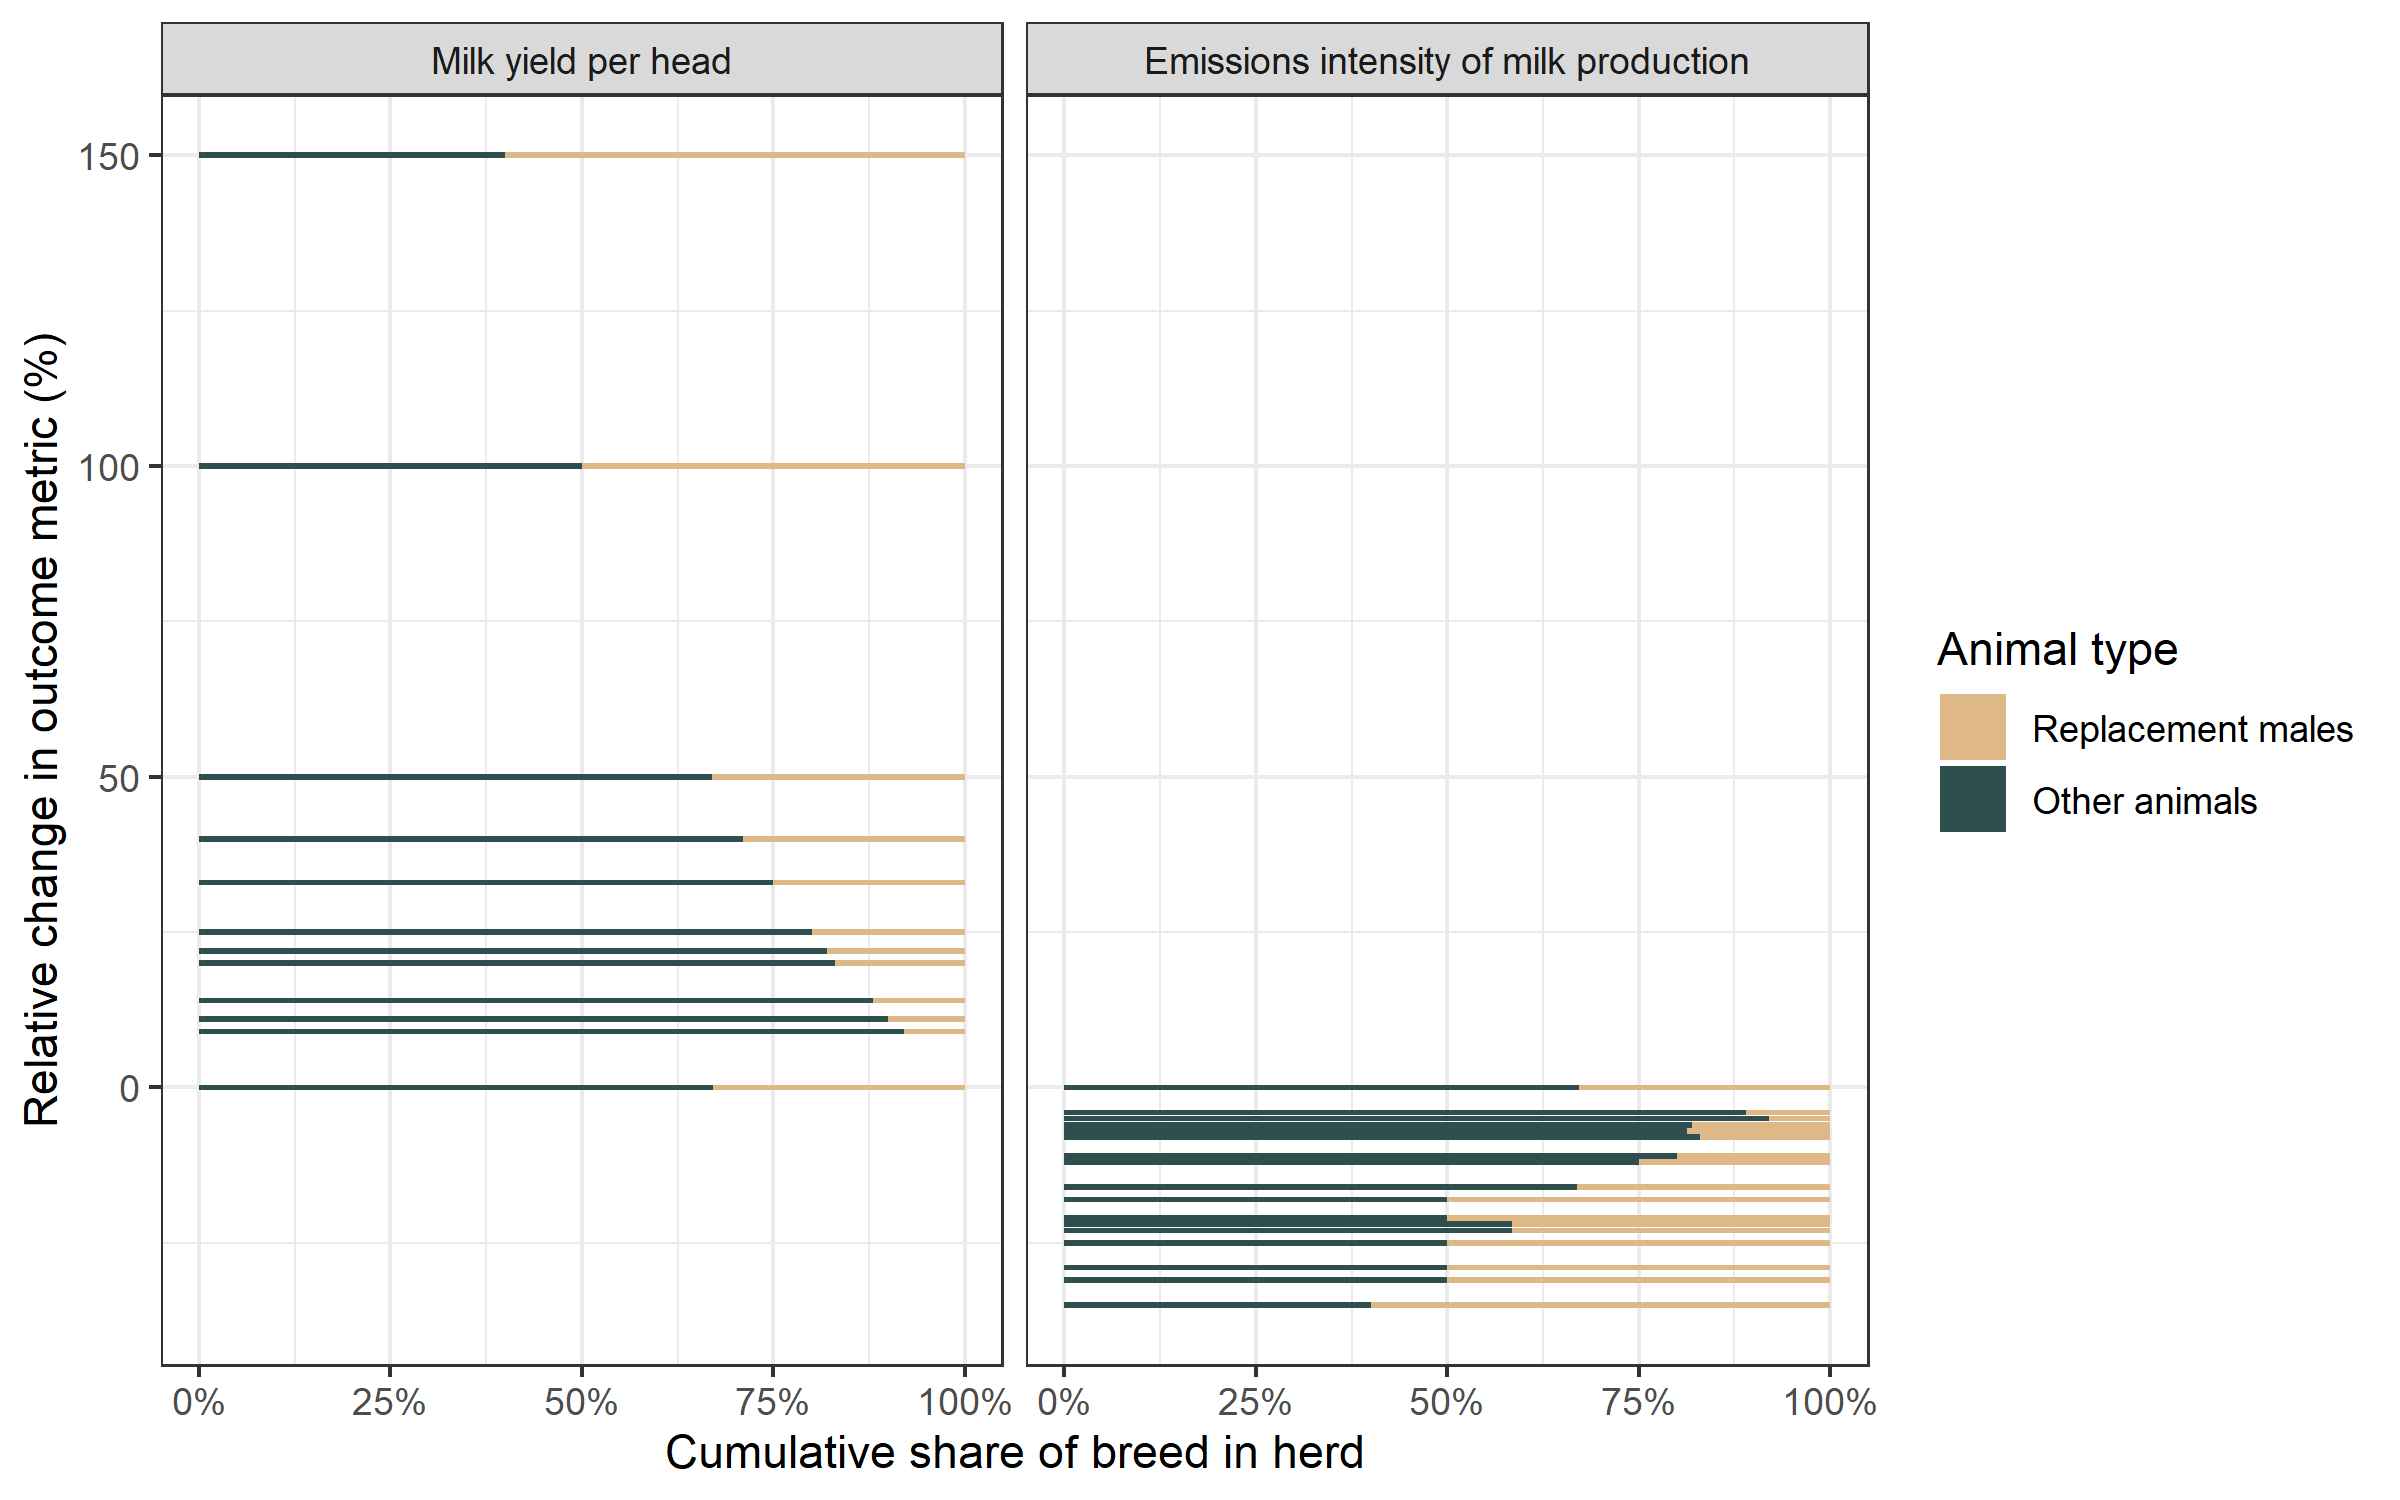 Milk yield per head
Emissions intensity of milk production
Relative change in outcome metric (%)
150
100
50
0
0% 25% 50% 75% 100%
0% 25% 50% 75% 100%
Cumulative share of breed in herd
Animal type
Replacement males
Other animals